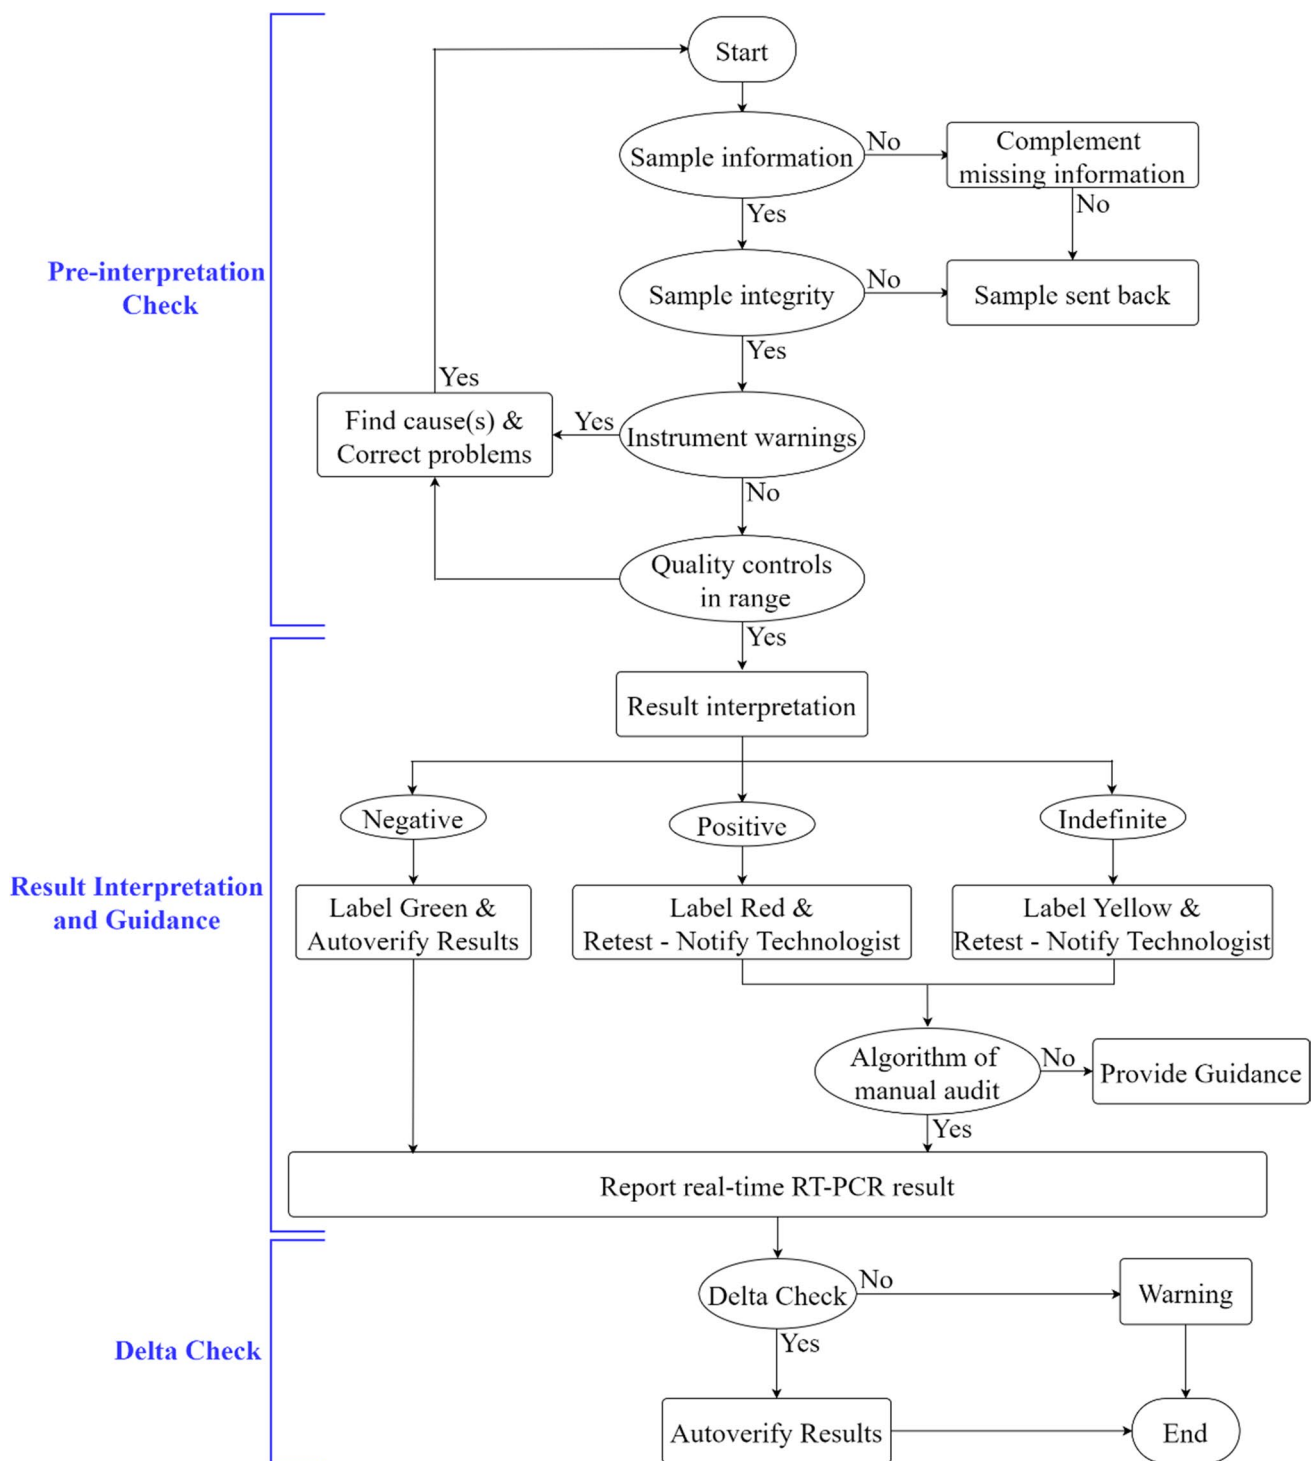 Start
Sample information
No
Complement
missing information
Yes
No
Pre-interpretation
Check
Sample integrity
No
Sample sent back
Yes
Yes
Find cause(s) &
Correct problems
Yes
Instrument warnings
No
Quality controls
in range
Yes
Result interpretation
Negative
Positive
Indefinite
Result Interpretation
and Guidance
Label Green &
Autoverify Results
Label Red &
Retest - Notify Technologist
Label Yellow &
Retest - Notify Technologist
Algorithm of
manual audit
No
Provide Guidance
Yes
Report real-time RT-PCR result
Delta Check
Delta Check
No
Warning
Yes
Autoverify Results
End